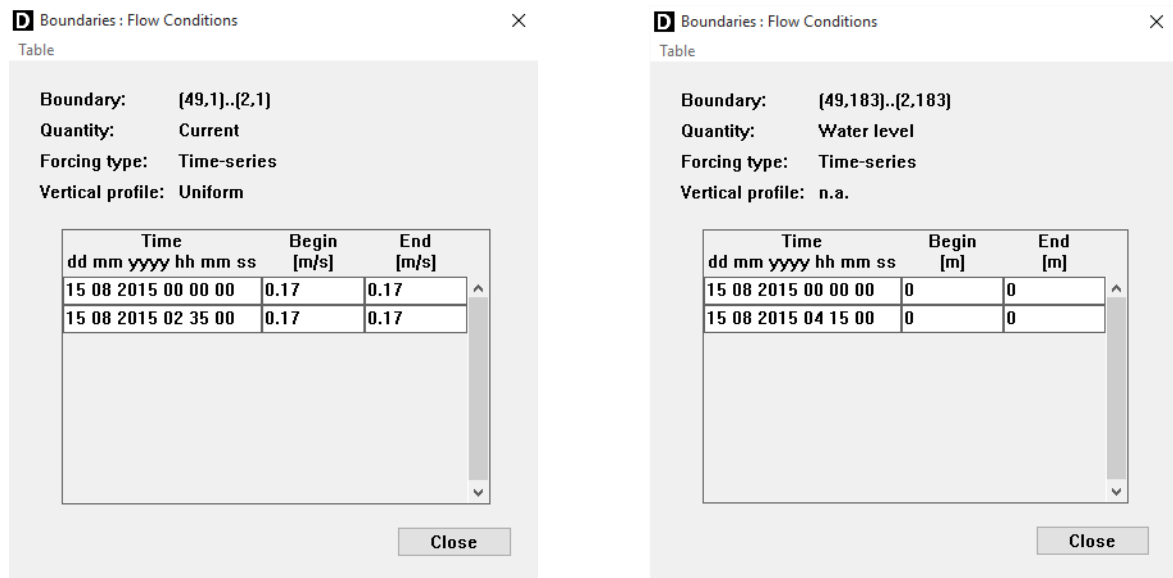 D Boundaries : Flow Conditions
Table
Boundary: (49,1)..(2,1)
Quantity: Current
Forcing type: Time-series
Vertical profile: Uniform
Time Begin End
dd mm yyyy hh mm ss [m/s] [m/s]
15 08 2015 00 00 00 0.17 0.17
15 08 2015 02 35 00 0.17 0.17
Close
D Boundaries : Flow Conditions
Table
Boundary: (49,183)..(2,183)
Quantity: Water level
Forcing type: Time-series
Vertical profile: n.a.
Time Begin End
dd mm yyyy hh mm ss [m] [m]
15 08 2015 00 00 00 0 0
15 08 2015 04 15 00 0 0
Close